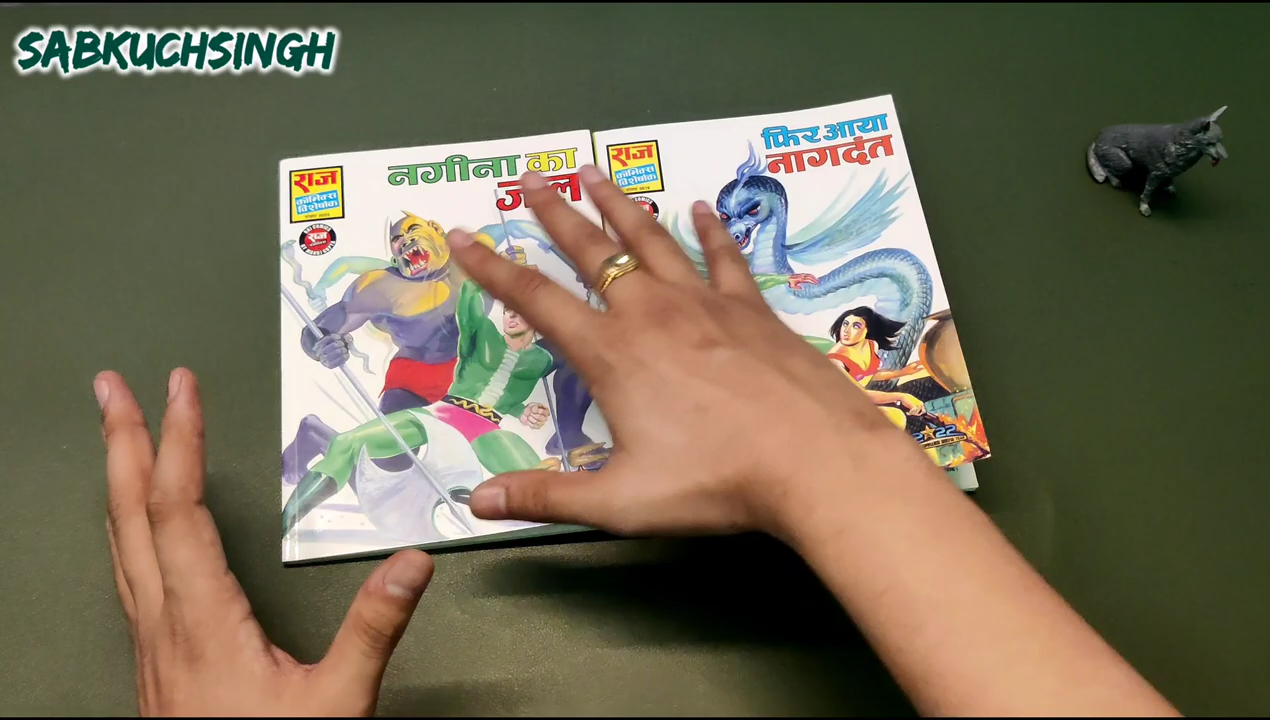 SABKUCHSINGH
नगीना का
राज
कॉमिक्स
विशेषांक
राज
फिर आया
नागदंत
राज
कॉमिक्स
विशेषांक